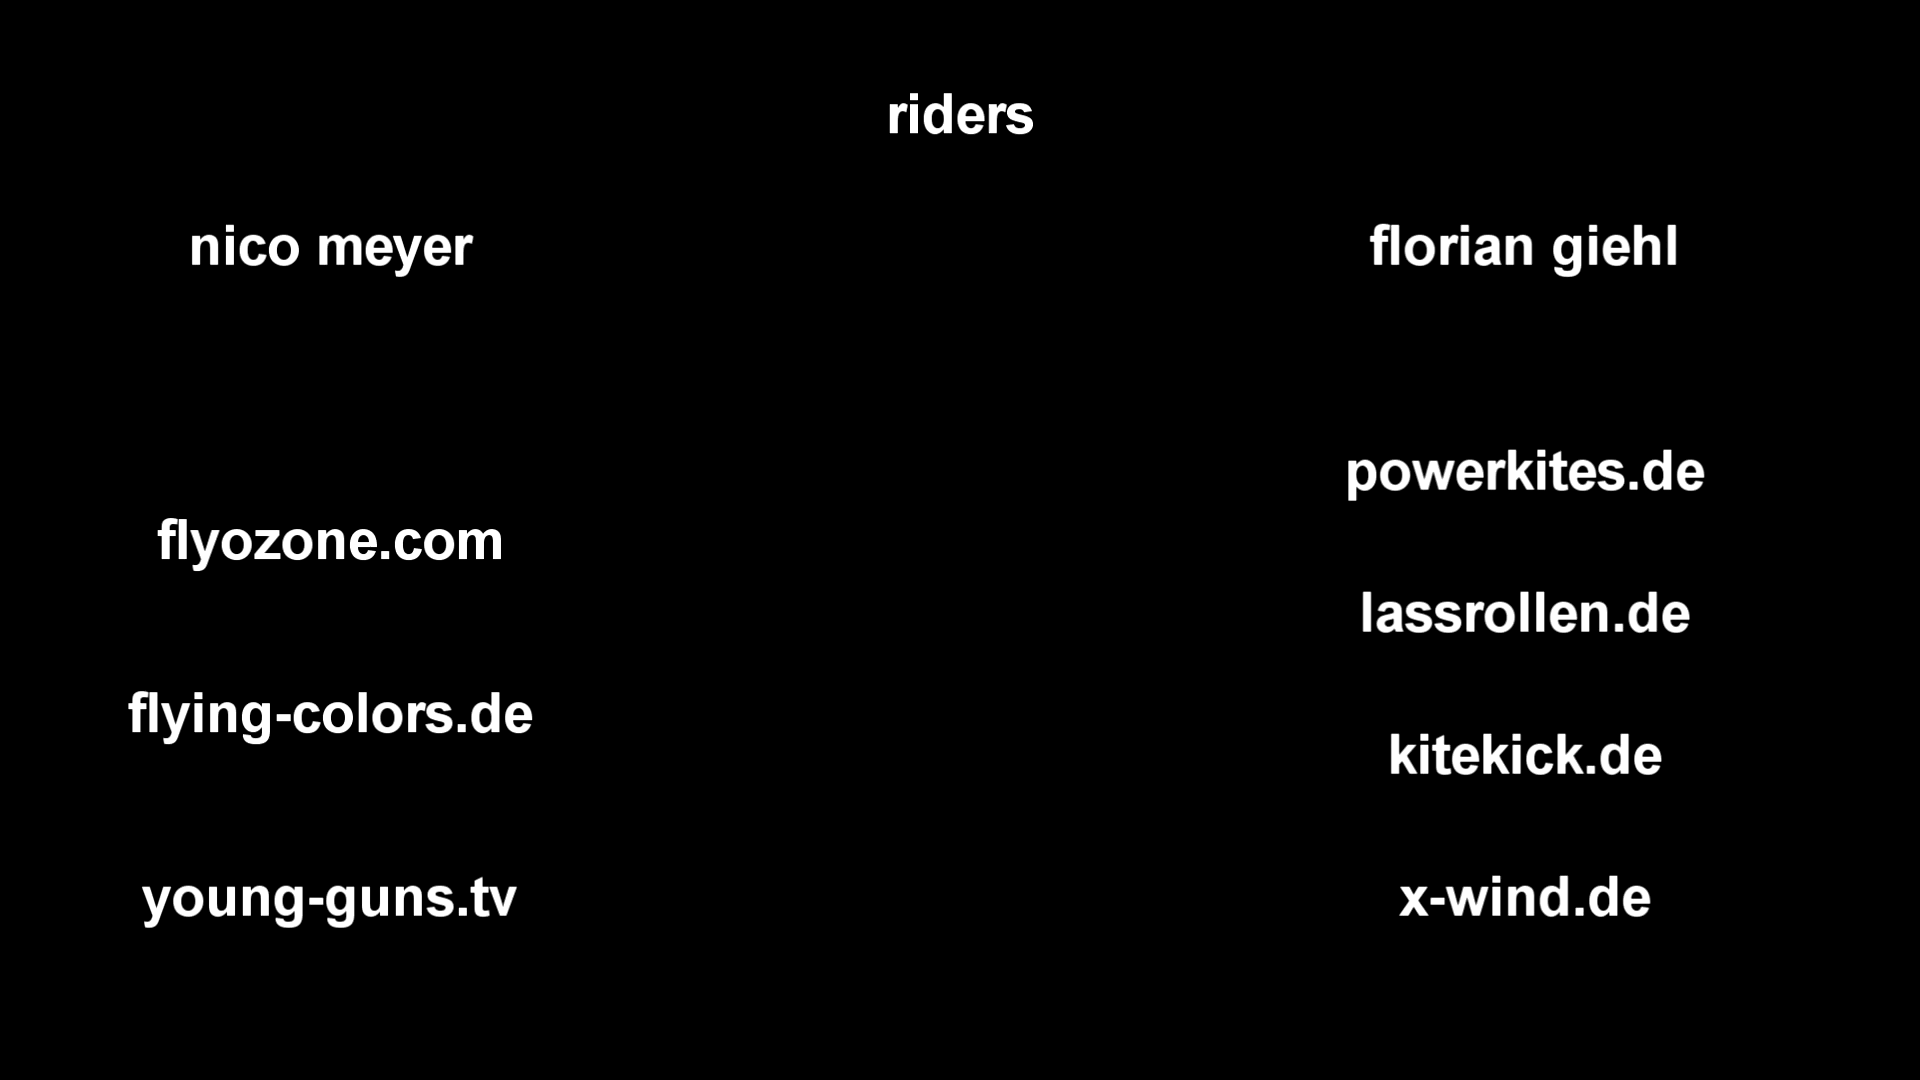 riders
nico meyer
flyozone.com
flying-colors.de
young-guns.tv
florian giehl
powerkites.de
lassrollen.de
kitekick.de
x-wind.de